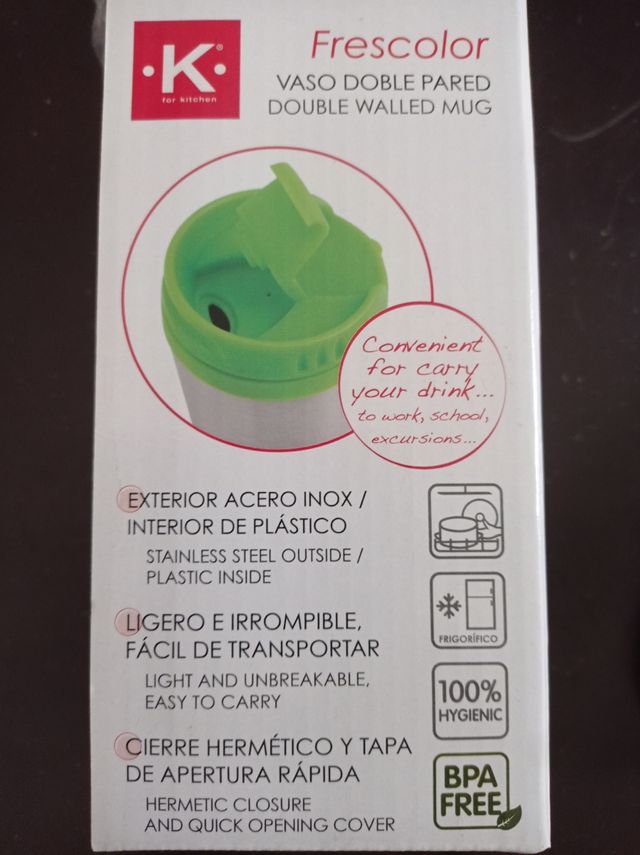 •K•®
for kitchen
Frescolor
VASO DOBLE PARED
DOUBLE WALLED MUG
Convenient
for carry
your drink...
to work, school,
excursions...
EXTERIOR ACERO INOX /
INTERIOR DE PLÁSTICO
STAINLESS STEEL OUTSIDE /
PLASTIC INSIDE
LIGERO E IRROMPIBLE,
FÁCIL DE TRANSPORTAR
LIGHT AND UNBREAKABLE,
EASY TO CARRY
CIERRE HERMÉTICO Y TAPA
DE APERTURA RÁPIDA
HERMETIC CLOSURE
AND QUICK OPENING COVER
FRIGORÍFICO
100%
HYGIENIC
BPA
FREE